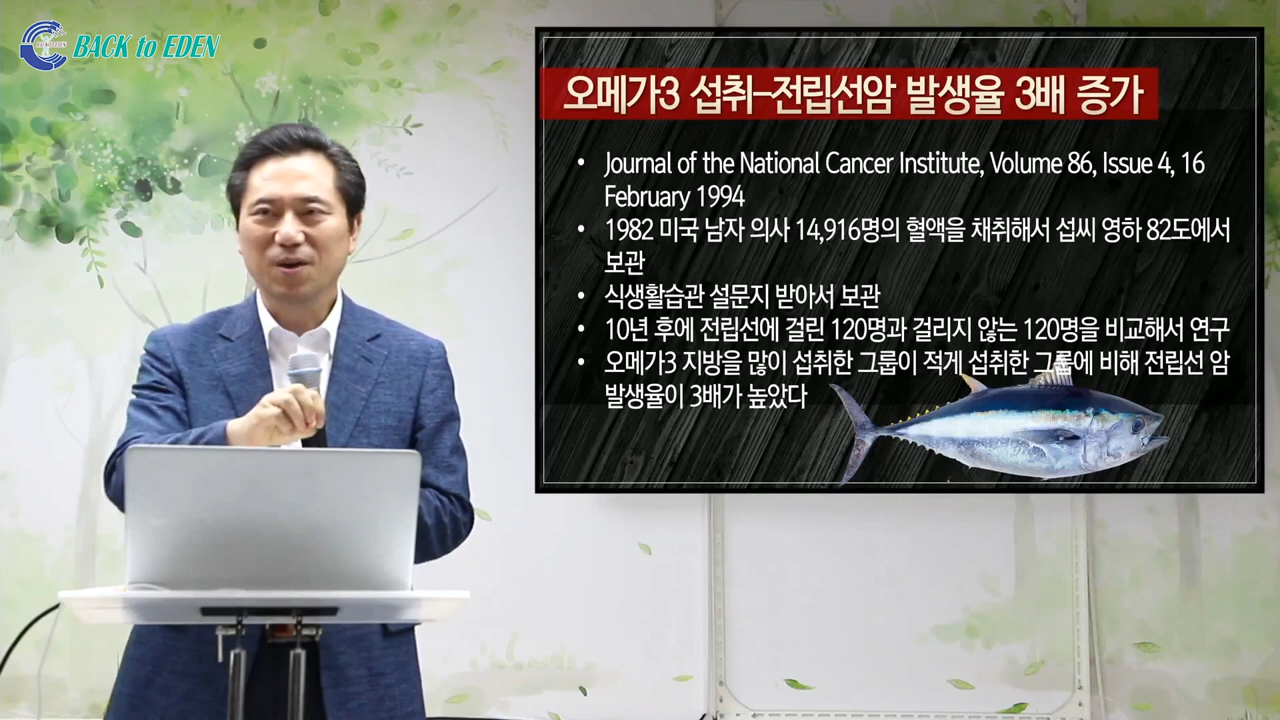 BACK to EDEN
오메가3 섭취-전립선암 발생율 3배 증가
• Journal of the National Cancer Institute, Volume 86, Issue 4, 16
February 1994
• 1982 미국 남자 의사 14,916명의 혈액을 채취해서 섭씨 영하 82도에서
보관
• 식생활습관 설문지 받아서 보관
• 10년 후에 전립선에 걸린 120명과 걸리지 않는 120명을 비교해서 연구
• 오메가3 지방을 많이 섭취한 그룹이 적게 섭취한 그룹에 비해 전립선 암
발생율이 3배가 높았다